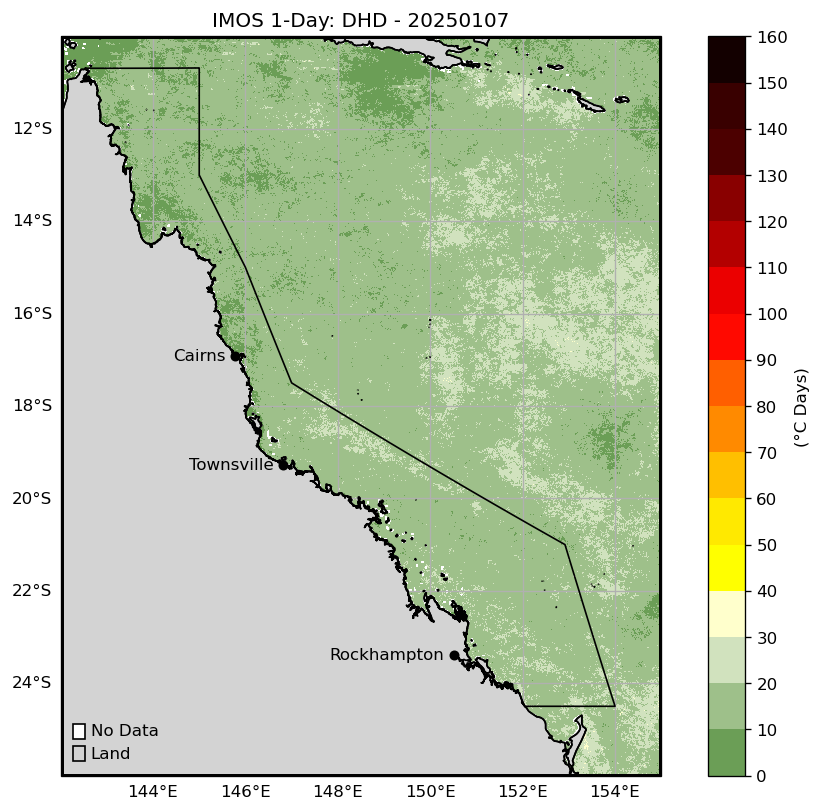 IMOS 1-Day: DHD - 20250107
12°S
14°S
16°S
18°S
20°S
22°S
24°S
Cairns
Townsville
Rockhampton
No Data
Land
144°E 146°E 148°E 150°E 152°E 154°E
160
150
140
130
120
110
100
90
80
70
60
50
40
30
20
10
0
(°C Days)